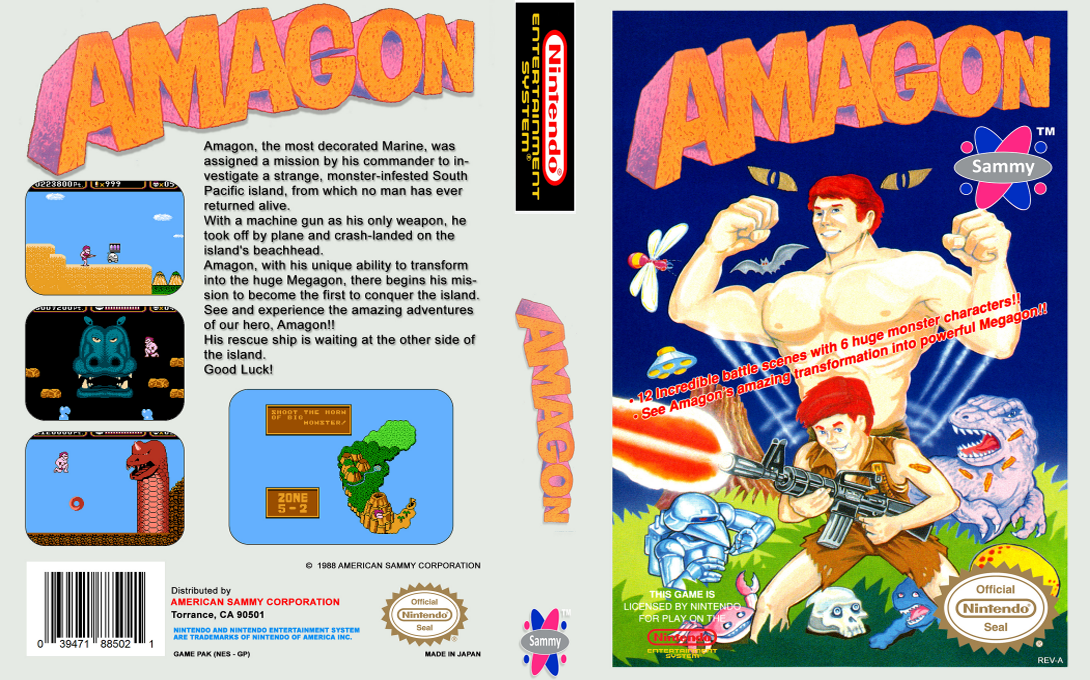 AMAGON
Amagon, the most decorated Marine, was
assigned a mission by his commander to in-
vestigate a strange, monster-infested South
Pacific island, from which no man has ever
returned alive.
With a machine gun as his only weapon, he
took off by plane and crash-landed on the
island's beachhead.
Amagon, with his unique ability to transform
into the huge Megagon, there begins his mis-
sion to become the first to conquer the island.
See and experience the amazing adventures
of our hero, Amagon!!
His rescue ship is waiting at the other side of
the island.
Good Luck!
0223800Pt. x999 x05
SHOOT THE HORN
OF BIG
MONSTER!
ZONE
5-2
© 1988 AMERICAN SAMMY CORPORATION
0 39471 88502 1
Distributed by
AMERICAN SAMMY CORPORATION
Torrance, CA 90501
NINTENDO AND NINTENDO ENTERTAINMENT SYSTEM
ARE TRADEMARKS OF NINTENDO OF AMERICA INC.
GAME PAK (NES - GP)
Official
Nintendo®
Seal
®
MADE IN JAPAN
Nintendo®
ENTERTAINMENT
SYSTEM®
AMAGON
TM
Sammy
AMAGON
TM
Sammy
• 12 Incredible battle scenes with 6 huge monster characters!!
• See Amagon's amazing transformation into powerful Megagon!!
THIS GAME IS
LICENSED BY NINTENDO
FOR PLAY ON THE
Nintendo
ENTERTAINMENT
SYSTEM
Official
Nintendo®
Seal
®
REV-A